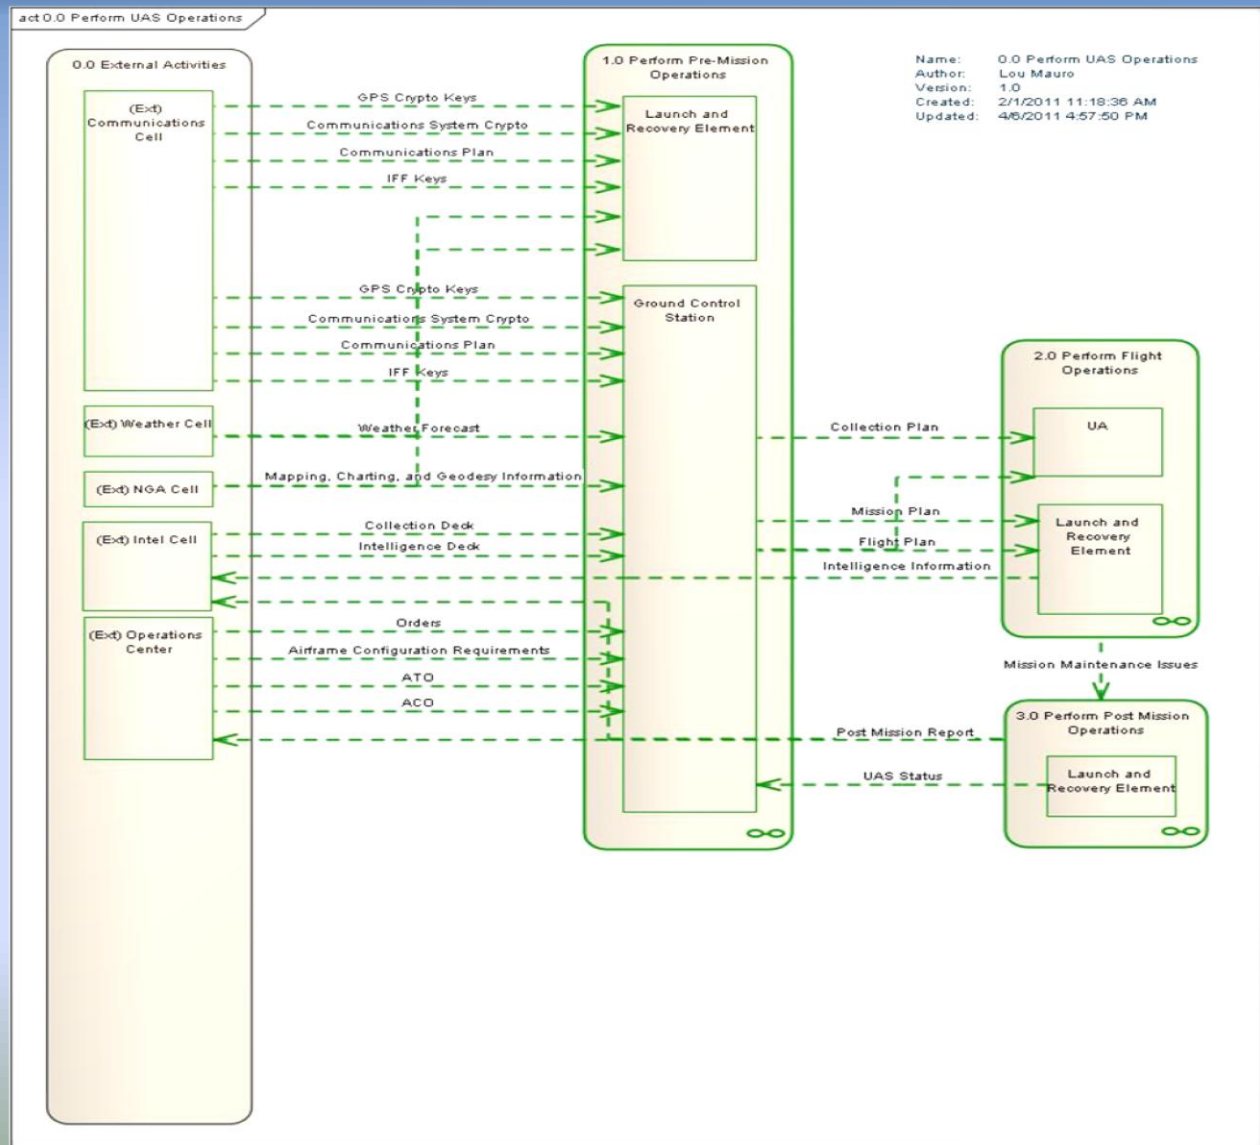 act 0.0 Perform UAS Operations
Name: 0.0 Perform UAS Operations
Author: Lou Mauro
Version: 1.0
Created: 2/1/2011 11:18:36 AM
Updated: 4/6/2011 4:57:50 PM
0.0 External Activities
(Ext)
Communications
Cell
(Ext) Weather Cell
(Ext) NGA Cell
(Ext) Intel Cell
(Ext) Operations
Center
GPS Crypto Keys
Communications System Crypto
Communications Plan
IFF Keys
GPS Crypto Keys
Communications System Crypto
Communications Plan
IFF Keys
Weather Forecast
Mapping, Charting, and Geodesy Information
Collection Deck
Intelligence Deck
Orders
Airframe Configuration Requirements
ATO
ACO
1.0 Perform Pre-Mission
Operations
Launch and
Recovery Element
Ground Control
Station
Collection Plan
Mission Plan
Flight Plan
Intelligence Information
Post Mission Report
UAS Status
2.0 Perform Flight
Operations
UA
Launch and
Recovery
Element
Mission Maintenance Issues
3.0 Perform Post Mission
Operations
Launch and
Recovery Element